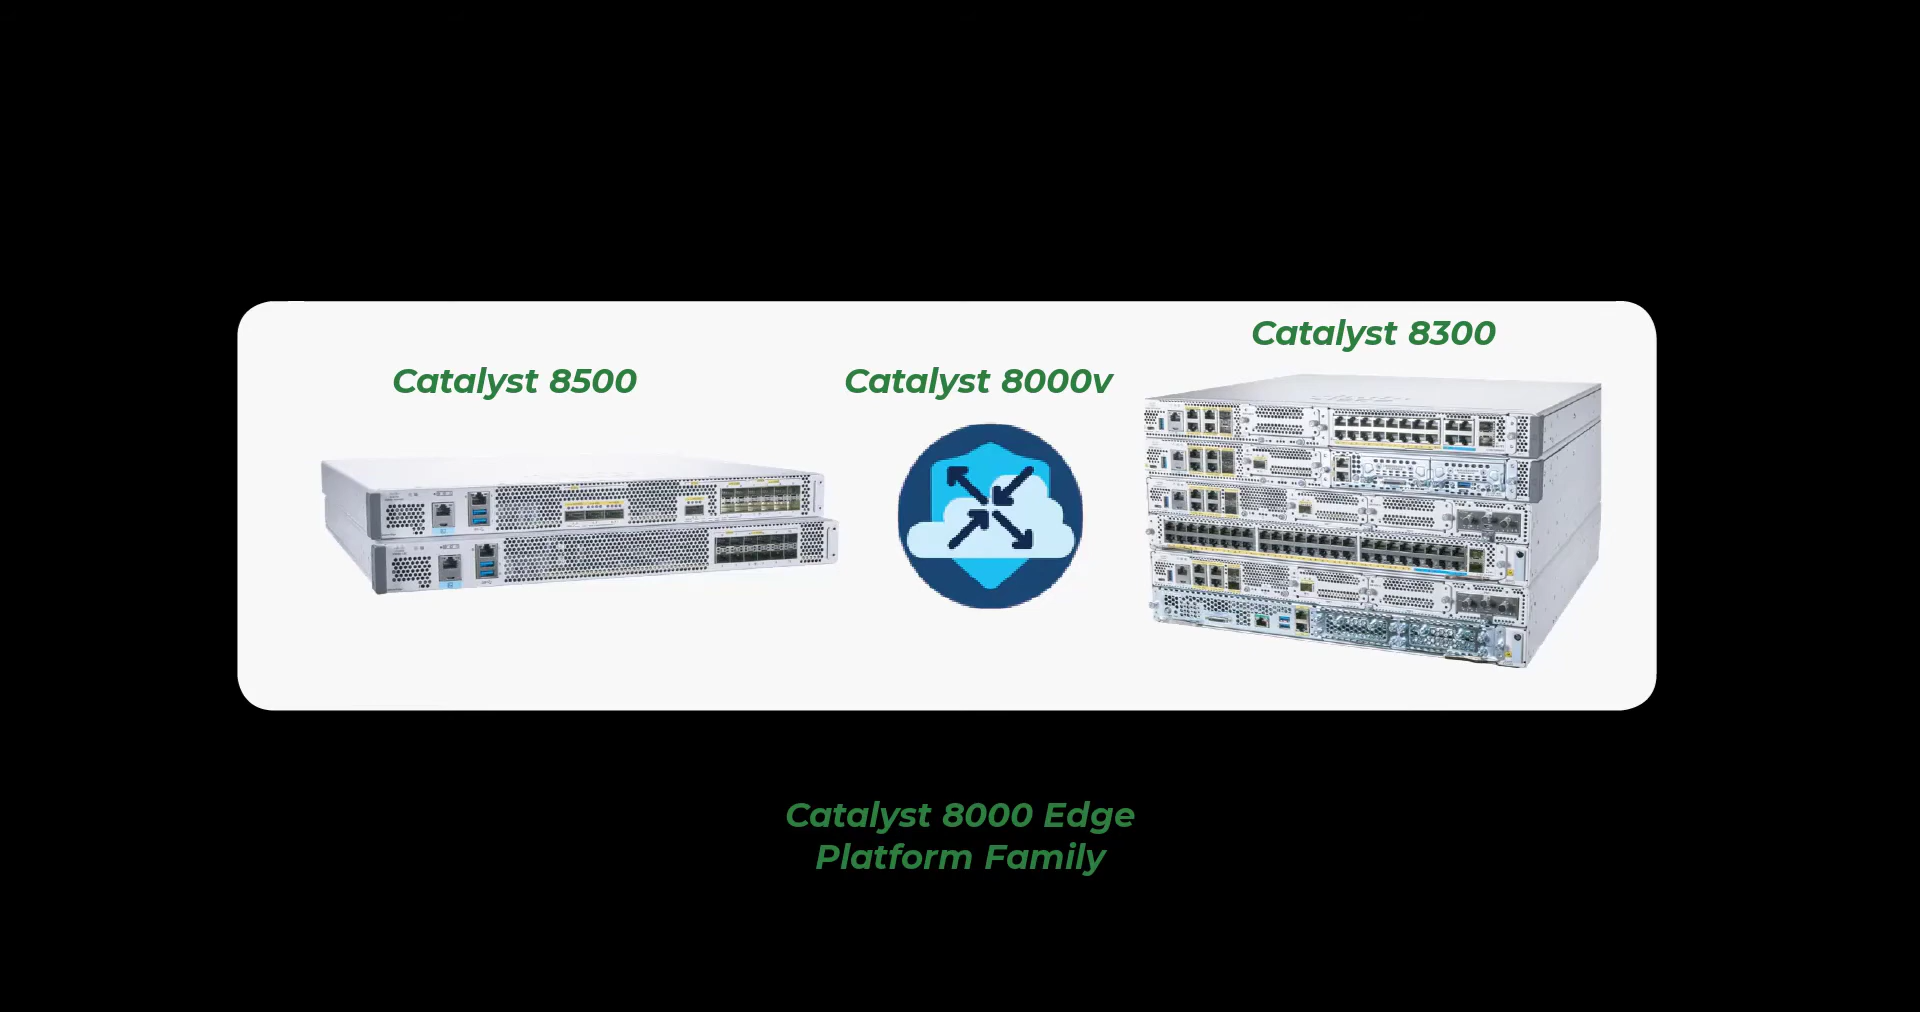 Catalyst 8300
Catalyst 8500
Catalyst 8000v
Catalyst 8000 Edge
Platform Family